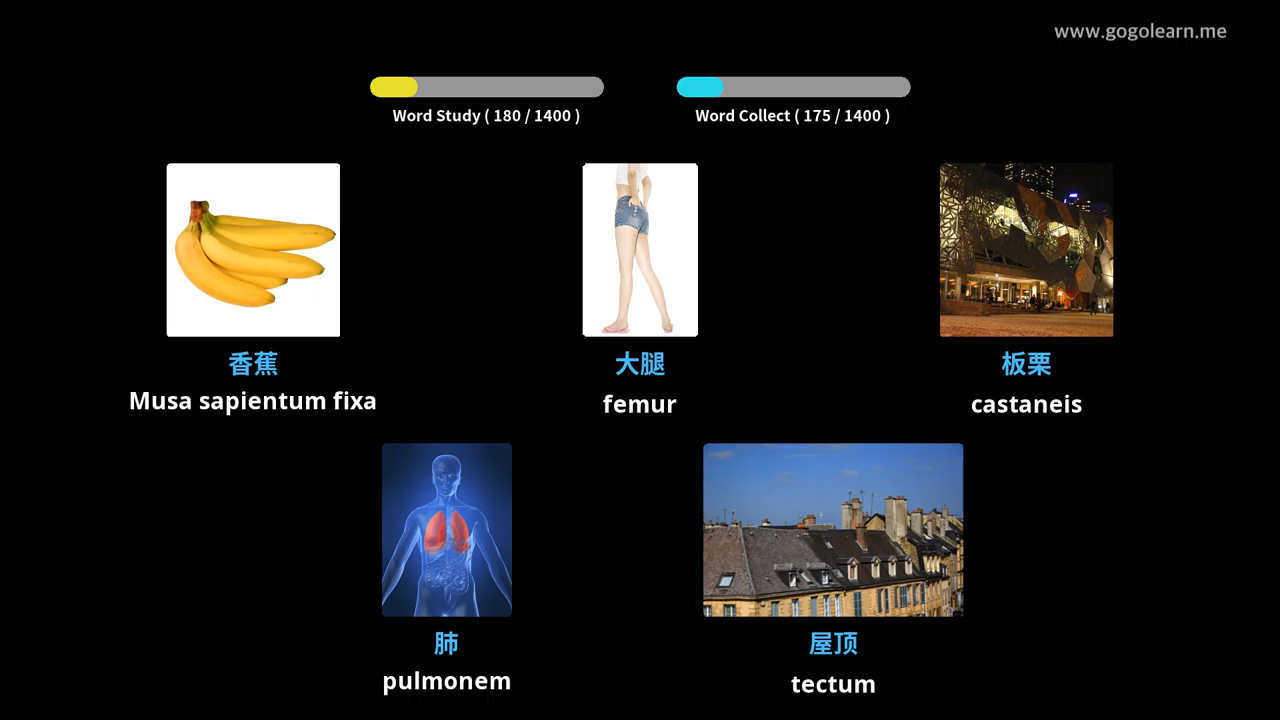 www.gogolearn.me
Word Study ( 180 / 1400 )
Word Collect ( 175 / 1400 )
香蕉
Musa sapientum fixa
大腿
femur
板栗
castaneis
肺
pulmonem
屋顶
tectum